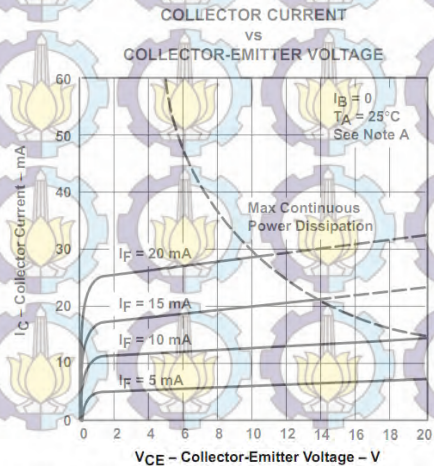 COLLECTOR CURRENT
vs
COLLECTOR-EMITTER VOLTAGE
60
50
40
30
20
10
0
IC – Collector Current – mA
IB = 0
TA = 25°C
See Note A
Max Continuous
Power Dissipation
IF = 20 mA
IF = 15 mA
IF = 10 mA
IF = 5 mA
0 2 4 6 8 10 12 14 16 18 20
VCE – Collector-Emitter Voltage – V